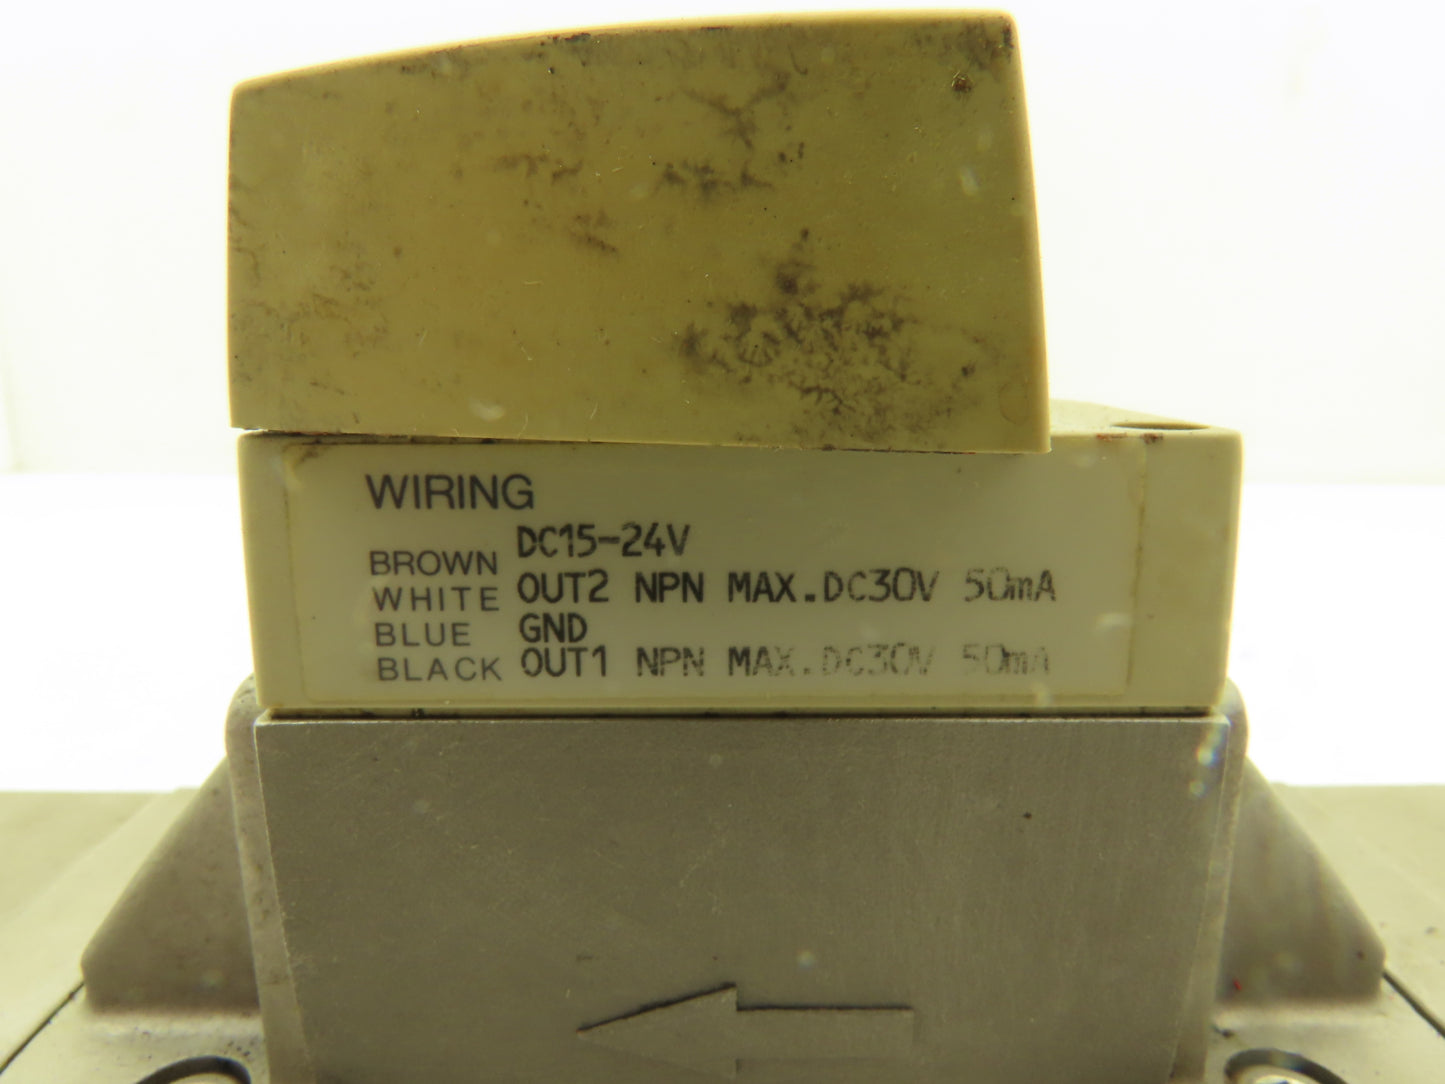 WIRING
BROWN DC15-24V
WHITE OUT2 NPN MAX.DC30V 50mA
BLUE GND
BLACK OUT1 NPN MAX.DC30V 50mA